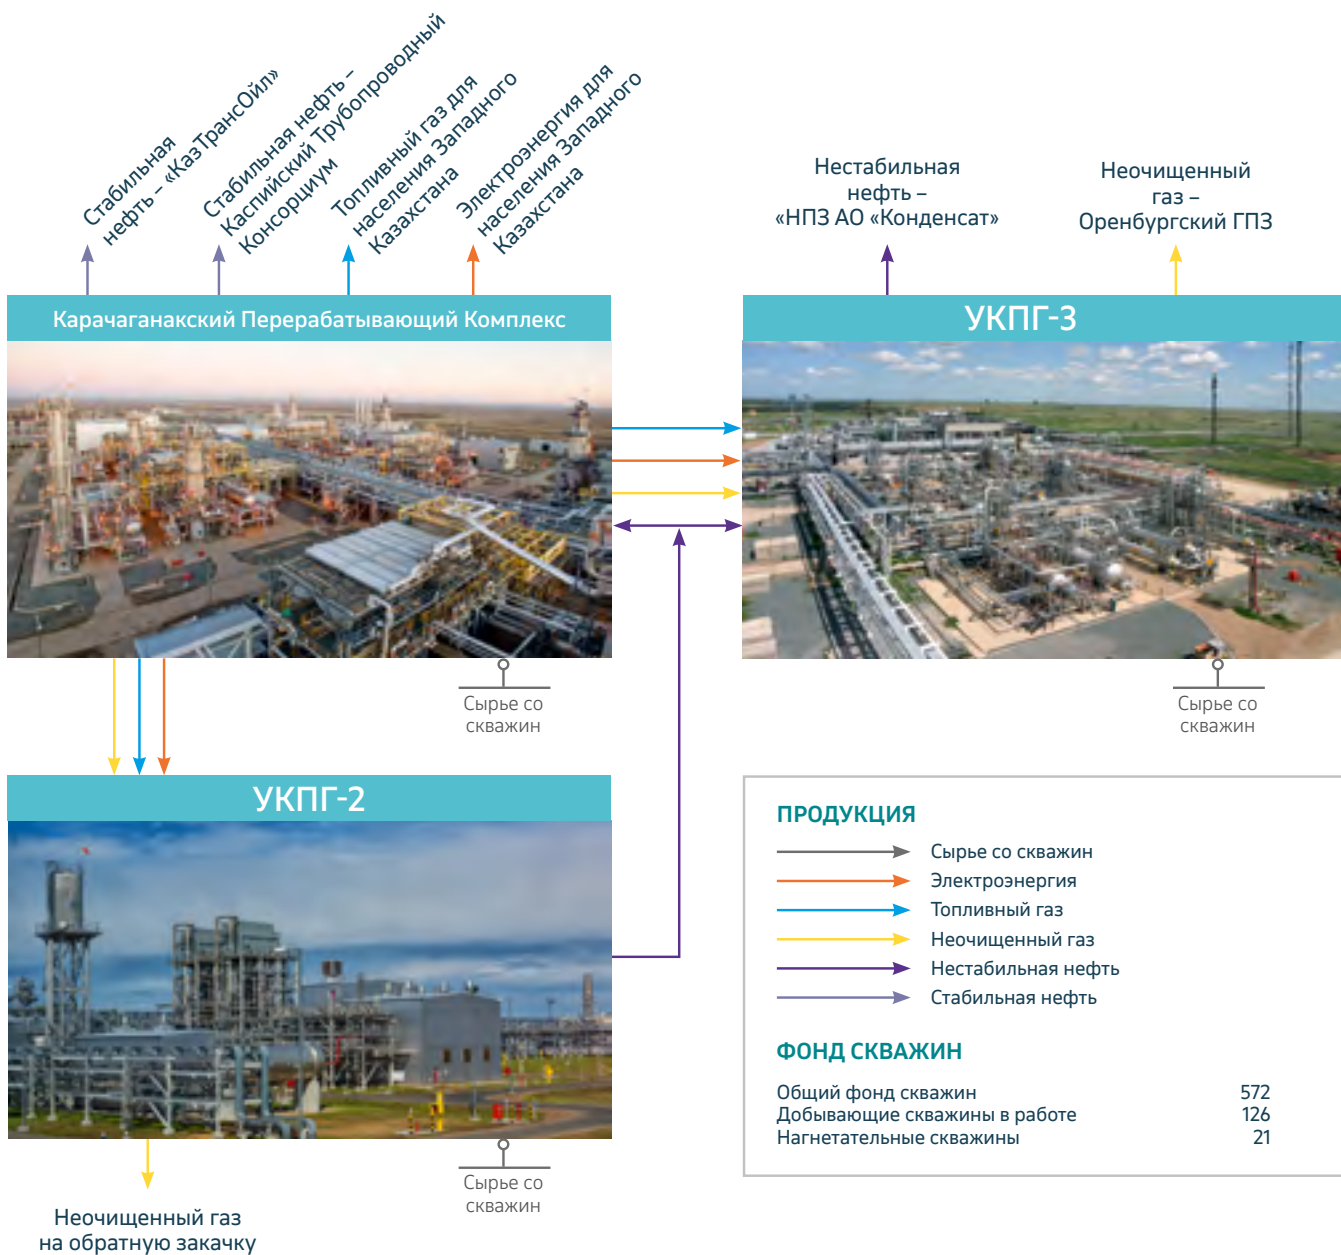 Стабильная
нефть – «КазТрансОйл»
Стабильная нефть –
Каспийский Трубопроводный
Консорциум
Топливный газ для
населения Западного
Казахстана
Электроэнергия для
населения Западного
Казахстана
Нестабильная
нефть –
«НПЗ АО «Конденсат»
Неочищенный
газ –
Оренбургский ГПЗ
Карачаганакский Перерабатывающий Комплекс
УКПГ-3
Сырье со
скважин
Сырье со
скважин
УКПГ-2
ПРОДУКЦИЯ
Сырье со скважин
Электроэнергия
Топливный газ
Неочищенный газ
Нестабильная нефть
Стабильная нефть
ФОНД СКВАЖИН
Общий фонд скважин 572
Добывающие скважины в работе 126
Нагнетательные скважины 21
Сырье со
скважин
Неочищенный газ
на обратную закачку